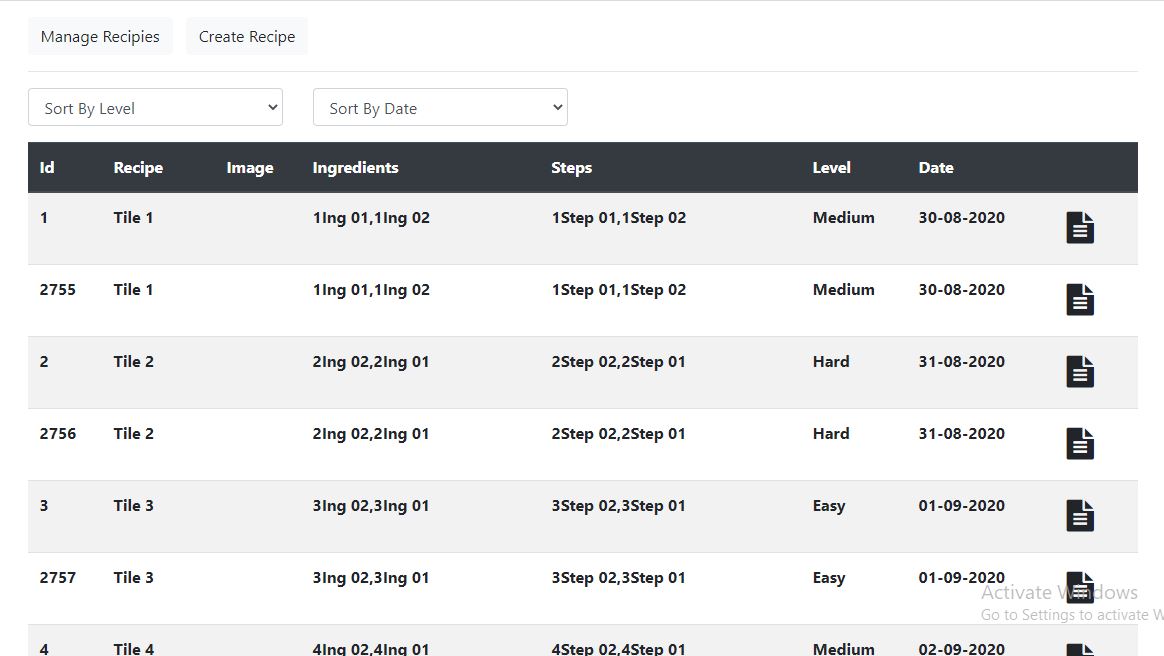 Manage Recipies Create Recipe
Sort By Level Sort By Date
Id Recipe Image Ingredients Steps Level Date
1 Tile 1 1Ing 01,1Ing 02 1Step 01,1Step 02 Medium 30-08-2020
2755 Tile 1 1Ing 01,1Ing 02 1Step 01,1Step 02 Medium 30-08-2020
2 Tile 2 2Ing 02,2Ing 01 2Step 02,2Step 01 Hard 31-08-2020
2756 Tile 2 2Ing 02,2Ing 01 2Step 02,2Step 01 Hard 31-08-2020
3 Tile 3 3Ing 02,3Ing 01 3Step 02,3Step 01 Easy 01-09-2020
2757 Tile 3 3Ing 02,3Ing 01 3Step 02,3Step 01 Easy 01-09-2020
Activate Windows
Go to Settings to activate W
4 Tile 4 4Ing 02,4Ing 01 4Step 02,4Step 01 Medium 02-09-2020